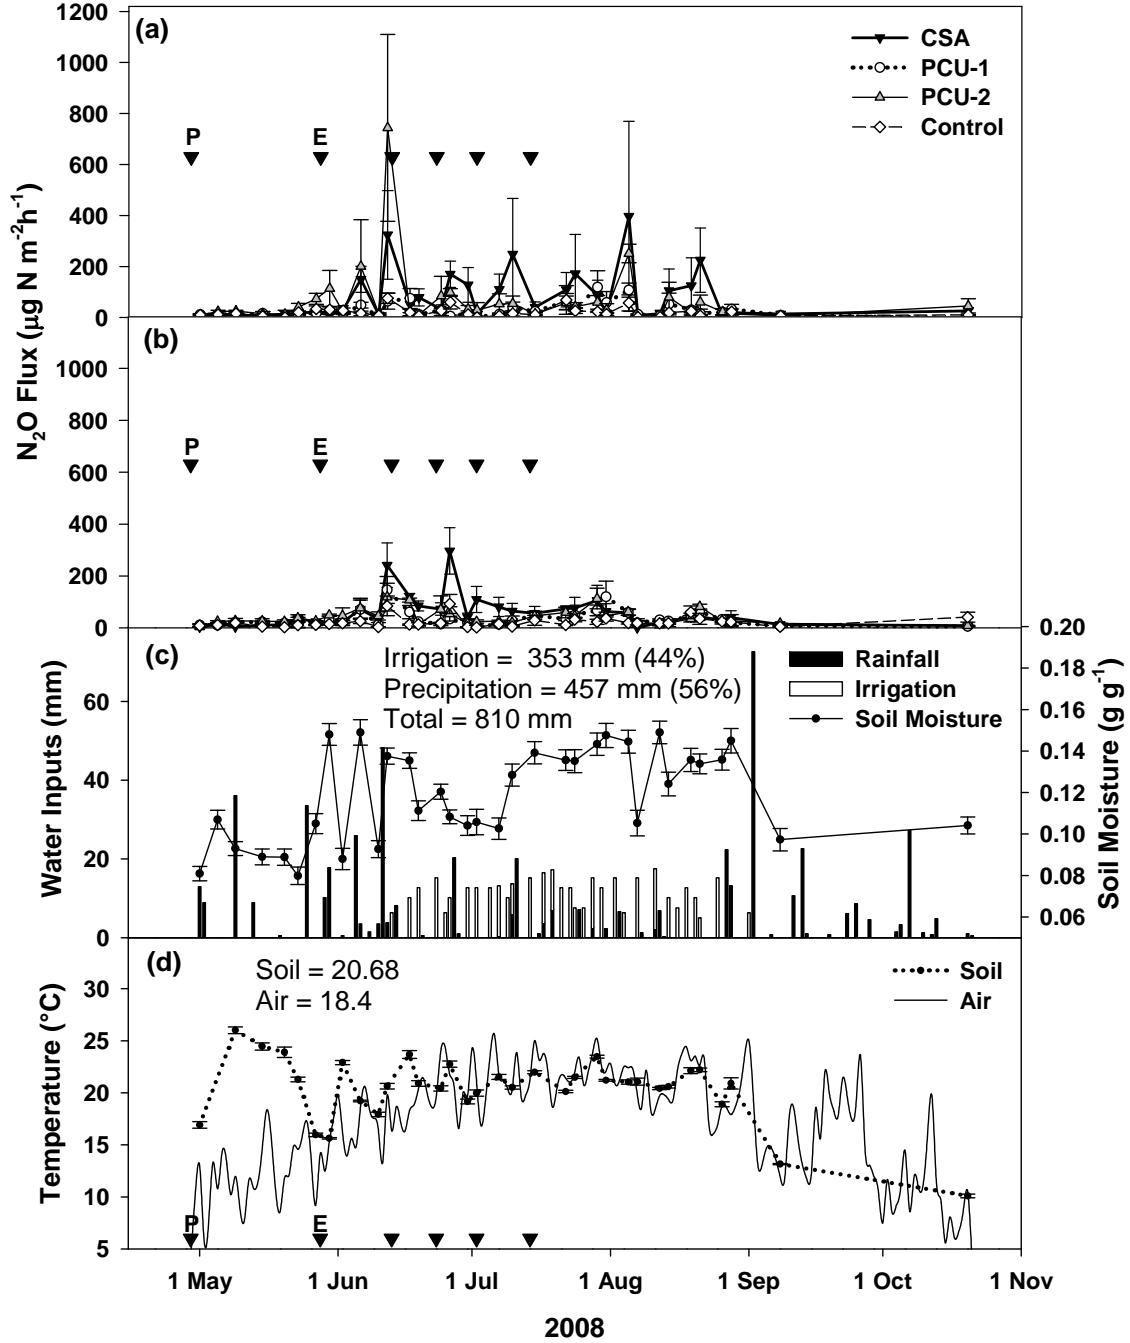 (a)
1200
1000
800
600
400
200
0
CSA
PCU-1
PCU-2
Control
P
E
N2O Flux (µg N m-2h-1)
(b)
1000
800
600
400
200
0
P
E
(c)
Irrigation = 353 mm (44%)
Precipitation = 457 mm (56%)
Total = 810 mm
Rainfall
Irrigation
Soil Moisture
Water Inputs (mm)
60
40
20
0
Soil Moisture (g g-1)
0.20
0.18
0.16
0.14
0.12
0.10
0.08
0.06
(d)
Soil = 20.68
Air = 18.4
Soil
Air
Temperature (°C)
30
25
20
15
10
5
P
E
1 May
1 Jun
1 Jul
1 Aug
1 Sep
1 Oct
1 Nov
2008